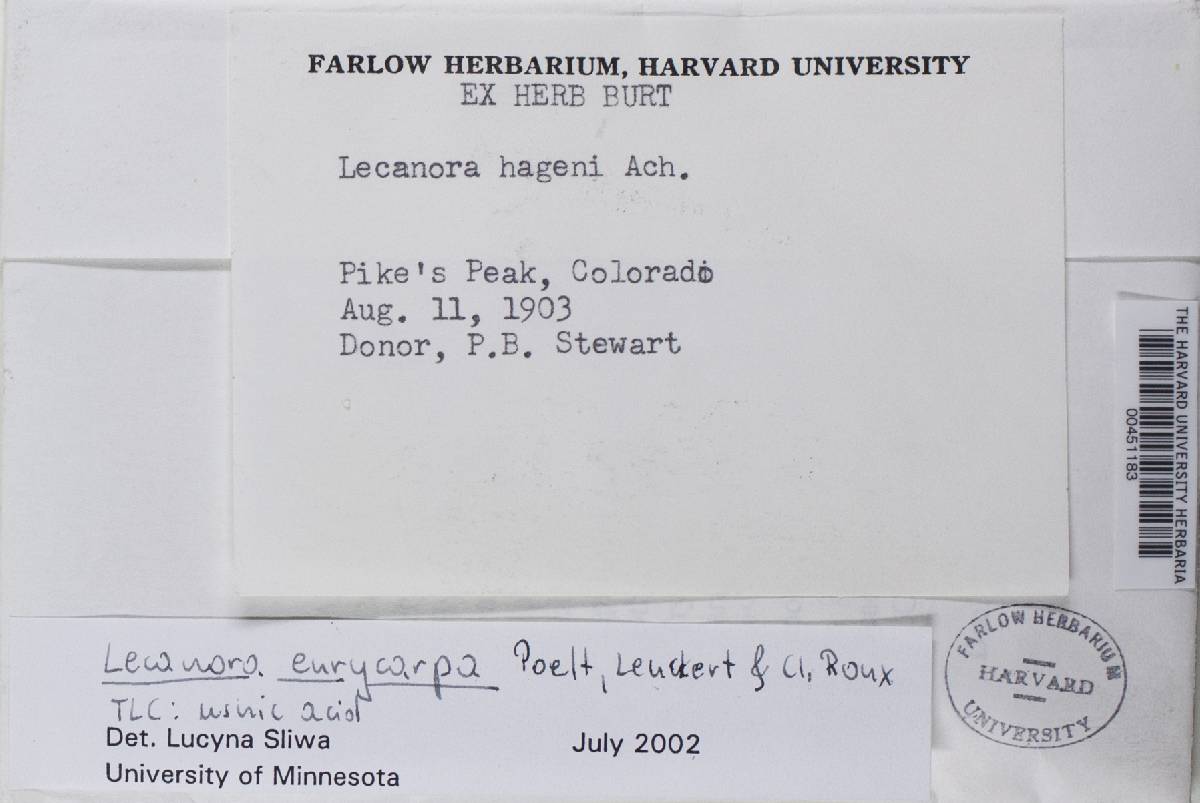 FARLOW HERBARIUM, HARVARD UNIVERSITY
EX HERB BURT
Lecanora hageni Ach.
Pike's Peak, Colorado
Aug. 11, 1903
Donor, P.B. Stewart
THE HARVARD UNIVERSITY HERBARIA
00451183
Lecanora eurycarpa Poelt, Leuckert & Cl. Roux
TLC: usnic acid
Det. Lucyna Sliwa July 2002
University of Minnesota
FARLOW HERBARIUM
HARVARD
UNIVERSITY